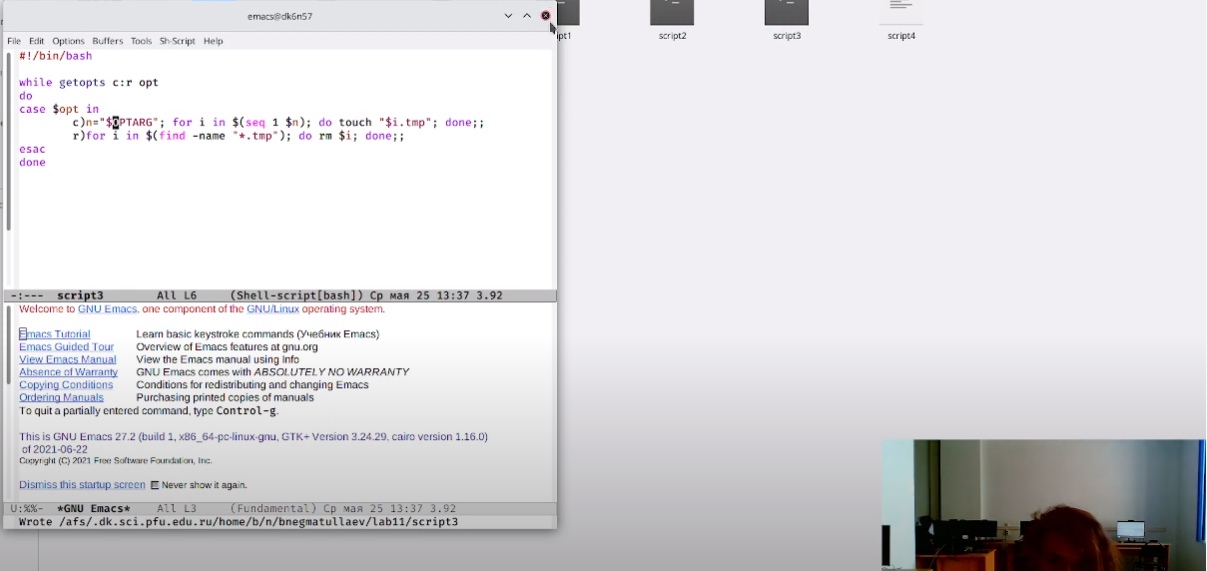 emacs@dk6n57
File Edit Options Buffers Tools Sh-Script Help
#!/bin/bash
while getopts c:r opt
do
case $opt in
c)n="$OPTARG"; for i in $(seq 1 $n); do touch "$i.tmp"; done;;
r)for i in $(find -name "*.tmp"); do rm $i; done;;
esac
done
-:--- script3 All L6 (Shell-script[bash]) Ср мая 25 13:37 3.92
Welcome to GNU Emacs, one component of the GNU/Linux operating system.
Emacs Tutorial Learn basic keystroke commands (Учебник Emacs)
Emacs Guided Tour Overview of Emacs features at gnu.org
View Emacs Manual View the Emacs manual using Info
Absence of Warranty GNU Emacs comes with ABSOLUTELY NO WARRANTY
Copying Conditions Conditions for redistributing and changing Emacs
Ordering Manuals Purchasing printed copies of manuals
To quit a partially entered command, type Control-g.
This is GNU Emacs 27.2 (build 1, x86_64-pc-linux-gnu, GTK+ Version 3.24.29, cairo version 1.16.0)
of 2021-06-22
Copyright (C) 2021 Free Software Foundation, Inc.
Dismiss this startup screen Never show it again.
U:%%- *GNU Emacs* All L3 (Fundamental) Ср мая 25 13:37 3.92
Wrote /afs/.dk.sci.pfu.edu.ru/home/b/n/bnegmatullaev/lab11/script3
pt1 script2 script3 script4